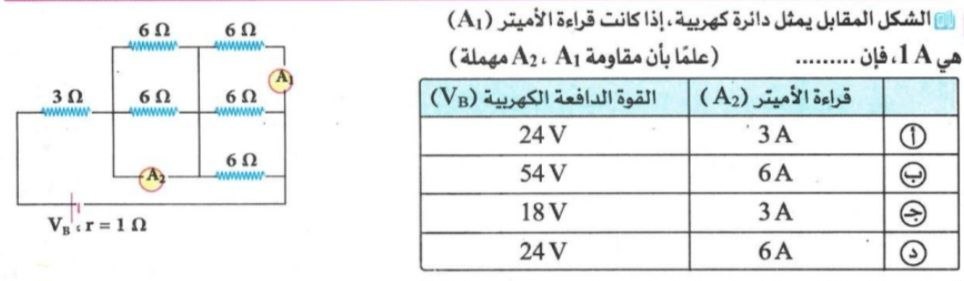 الشكل المقابل يمثل دائرة كهربية، إذا كانت قراءة الأميتر (A₁)
هي 1 A، فإن .......... (علمًا بأن مقاومة A₁ ، A₂ مهملة)
قراءة الأميتر (A₂) القوة الدافعة الكهربية (V_B)
أ 3 A 24 V
ب 6 A 54 V
ج 3 A 18 V
د 6 A 24 V
6 Ω 6 Ω
A₁
3 Ω 6 Ω 6 Ω
6 Ω
A₂
V_B ، r = 1 Ω